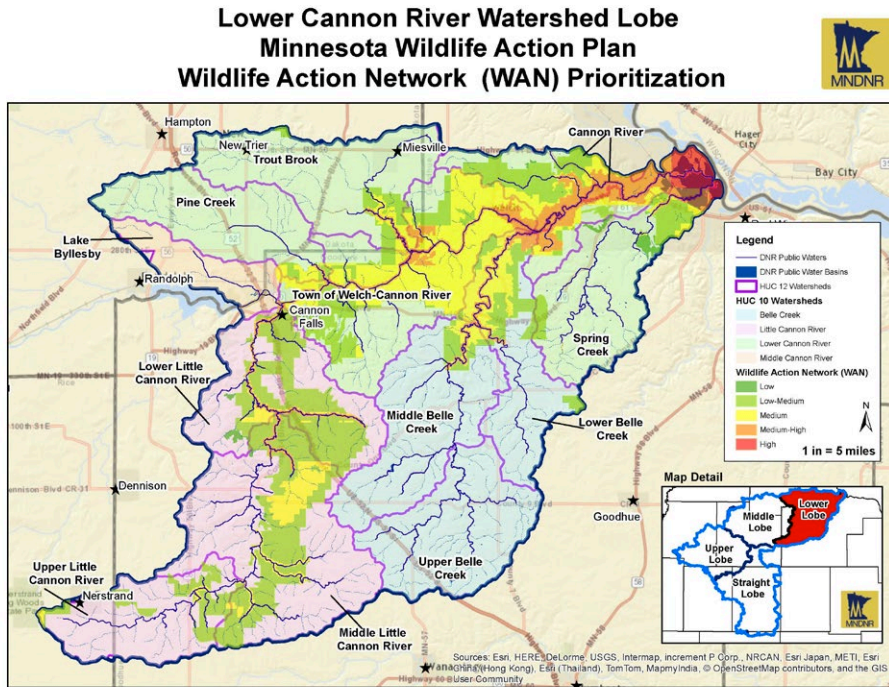 Lower Cannon River Watershed Lobe
Minnesota Wildlife Action Plan
Wildlife Action Network (WAN) Prioritization
MNDNR
Hampton
New Trier
Trout Brook
Miesville
Cannon River
Hager
City
Bay City
Pine Creek
Lake
Byllesby
Randolph
Town of Welch-Cannon River
Cannon
Falls
Spring
Creek
Lower Little
Cannon River
Middle Belle
Creek
Lower Belle
Creek
Dennison
Goodhue
Upper Belle
Creek
Upper Little
Cannon River
Nerstrand
Middle Little
Cannon River
Legend
DNR Public Waters
DNR Public Water Basins
HUC 12 Watersheds
HUC 10 Watersheds
Belle Creek
Little Cannon River
Lower Cannon River
Middle Cannon River
Wildlife Action Network (WAN)
Low
Low-Medium
Medium
Medium-High
High
N
1 in = 5 miles
Map Detail
Lower
Lobe
Middle
Lobe
Upper
Lobe
Straight
Lobe
Sources: Esri, HERE, DeLorme, USGS, Intermap, increment P Corp., NRCAN, Esri Japan, METI, Esri
China (Hong Kong), Esri (Thailand), TomTom, MapmyIndia, © OpenStreetMap contributors, and the GIS
User Community